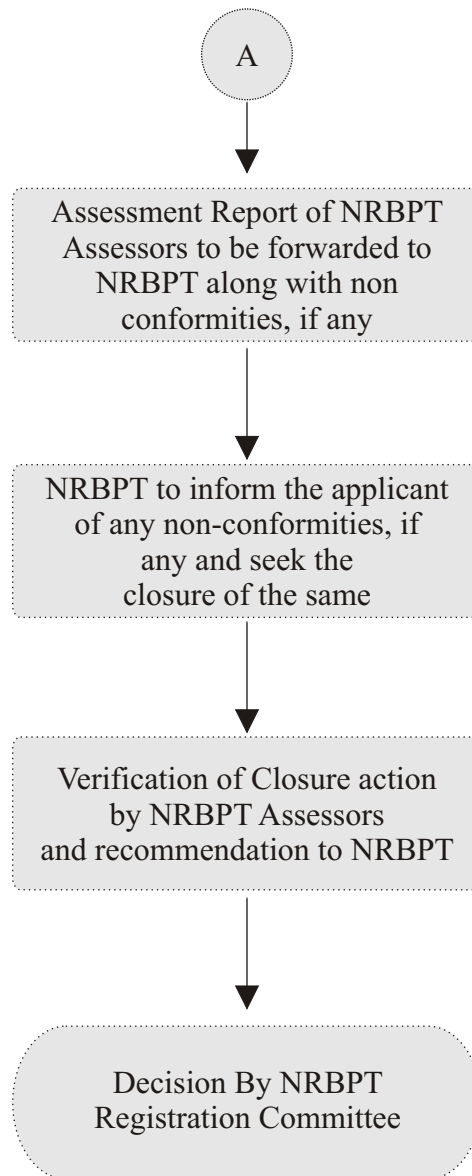 A
Assessment Report of NRBPT
Assessors to be forwarded to
NRBPT along with non
conformities, if any
NRBPT to inform the applicant
of any non-conformities, if
any and seek the
closure of the same
Verification of Closure action
by NRBPT Assessors
and recommendation to NRBPT
Decision By NRBPT
Registration Committee